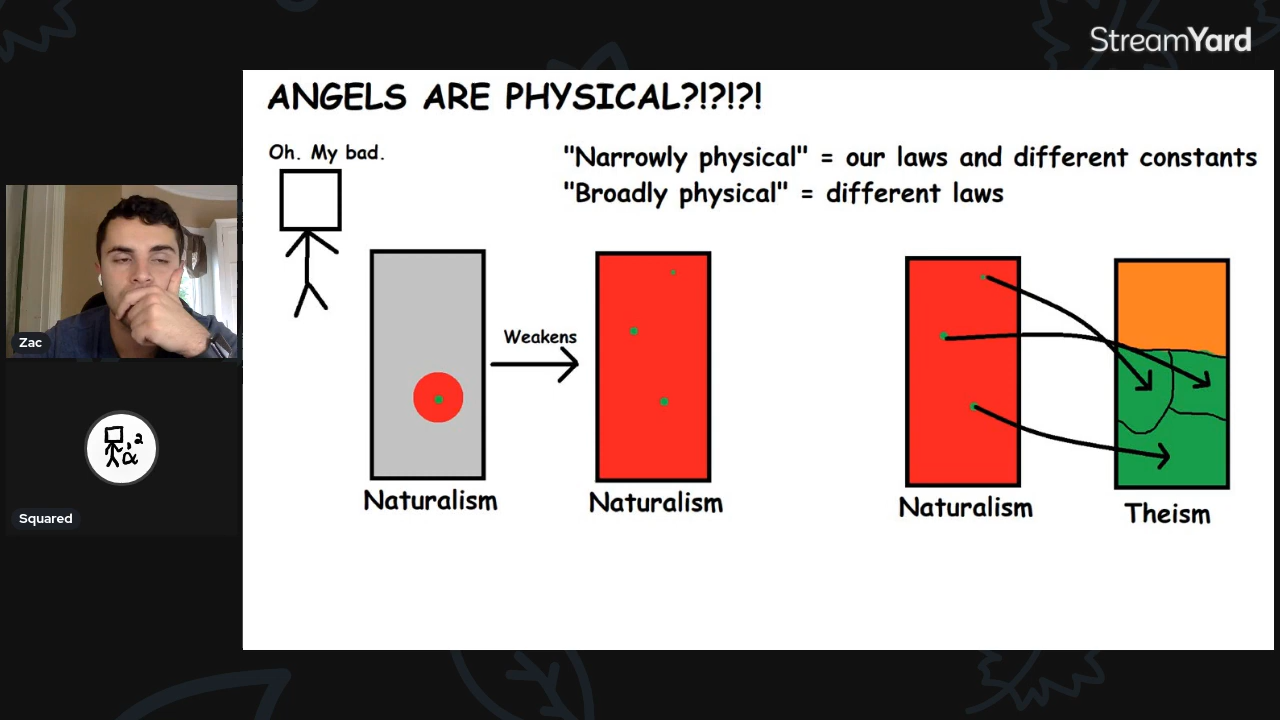 StreamYard
ANGELS ARE PHYSICAL?!?!?!
Oh. My bad.
"Narrowly physical" = our laws and different constants
"Broadly physical" = different laws
Weakens
Naturalism
Naturalism
Naturalism
Theism
Zac
,2
α
Squared